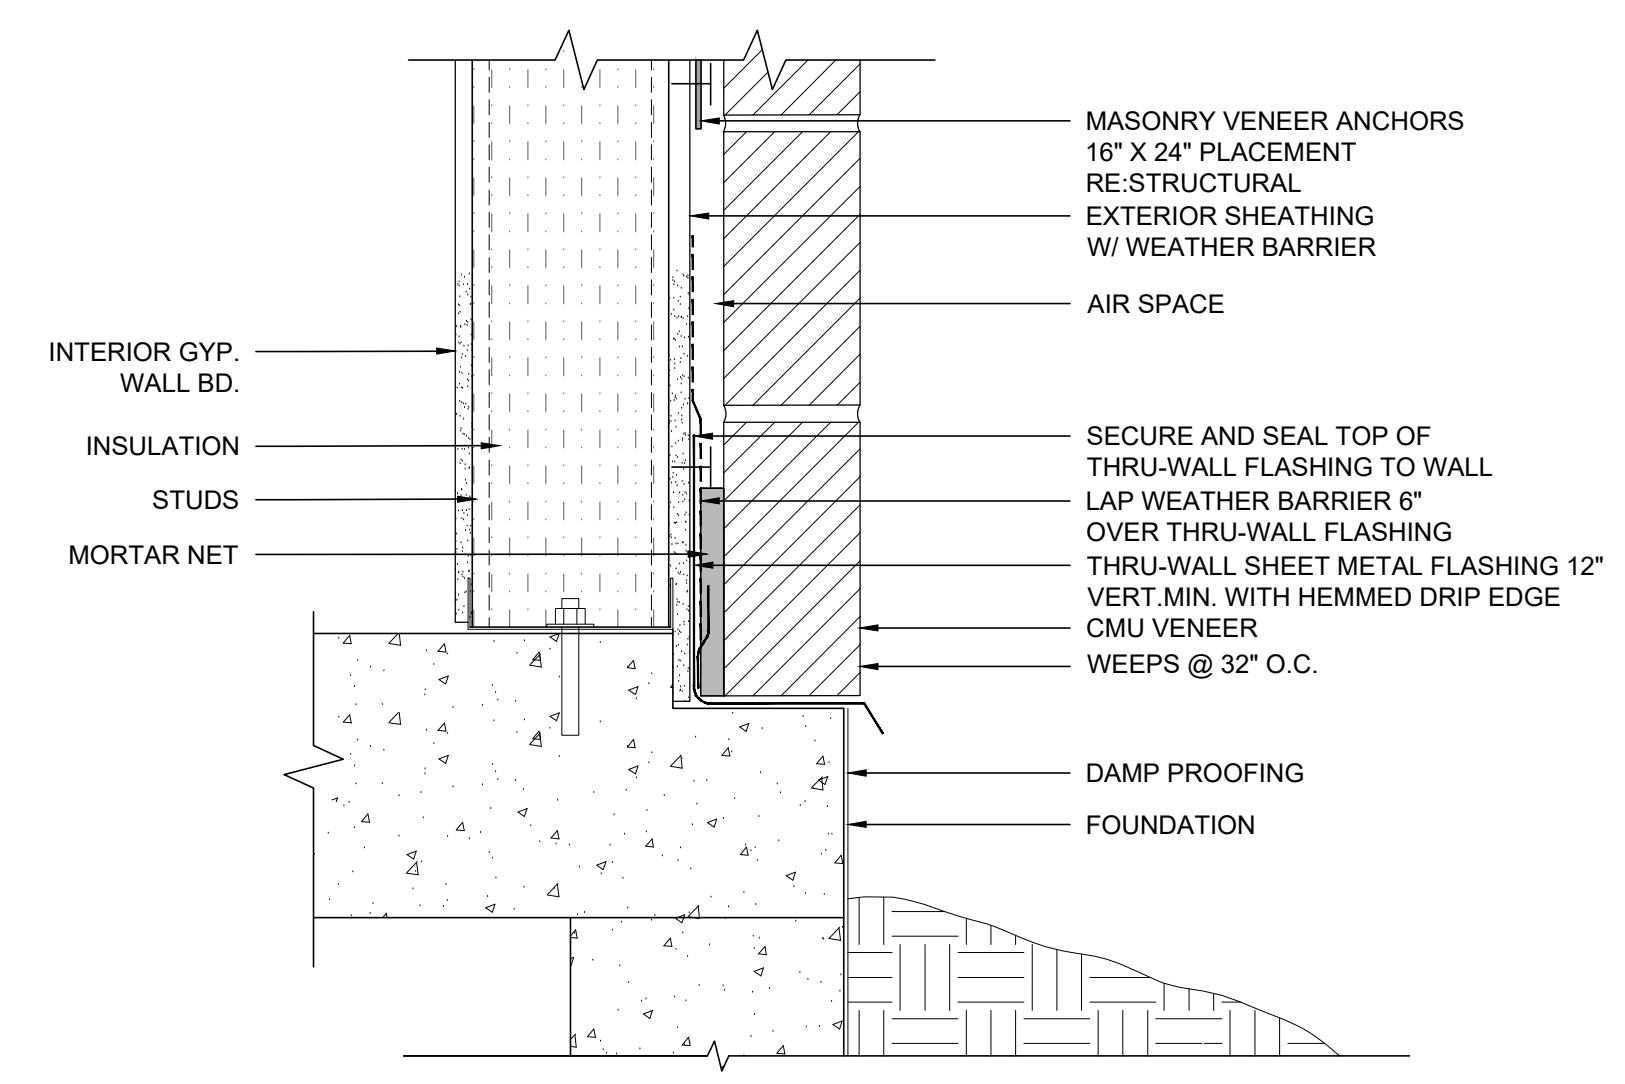 MASONRY VENEER ANCHORS
16" X 24" PLACEMENT
RE:STRUCTURAL
EXTERIOR SHEATHING
W/ WEATHER BARRIER
AIR SPACE
INTERIOR GYP.
WALL BD.
INSULATION
STUDS
MORTAR NET
SECURE AND SEAL TOP OF
THRU-WALL FLASHING TO WALL
LAP WEATHER BARRIER 6"
OVER THRU-WALL FLASHING
THRU-WALL SHEET METAL FLASHING 12"
VERT.MIN. WITH HEMMED DRIP EDGE
CMU VENEER
WEEPS @ 32" O.C.
DAMP PROOFING
FOUNDATION